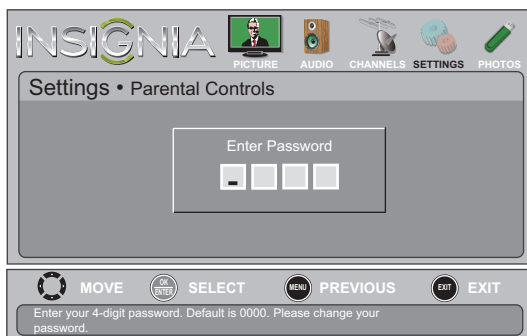 INSIGNIA
PICTURE AUDIO CHANNELS SETTINGS PHOTOS
Settings • Parental Controls
Enter Password
MOVE OK ENTER SELECT MENU PREVIOUS EXIT EXIT
Enter your 4-digit password. Default is 0000. Please change your
password.